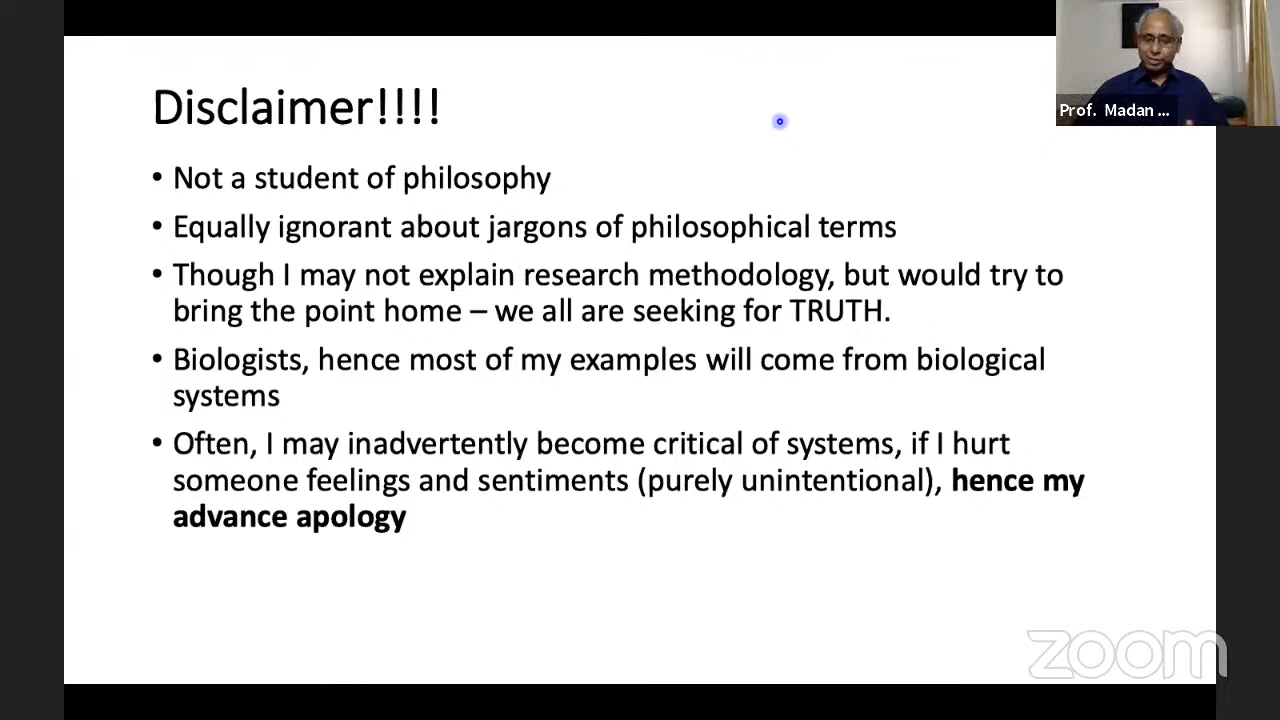 Disclaimer!!!!
Prof. Madan ...
• Not a student of philosophy
• Equally ignorant about jargons of philosophical terms
• Though I may not explain research methodology, but would try to
bring the point home – we all are seeking for TRUTH.
• Biologists, hence most of my examples will come from biological
systems
• Often, I may inadvertently become critical of systems, if I hurt
someone feelings and sentiments (purely unintentional), hence my
advance apology
zoom